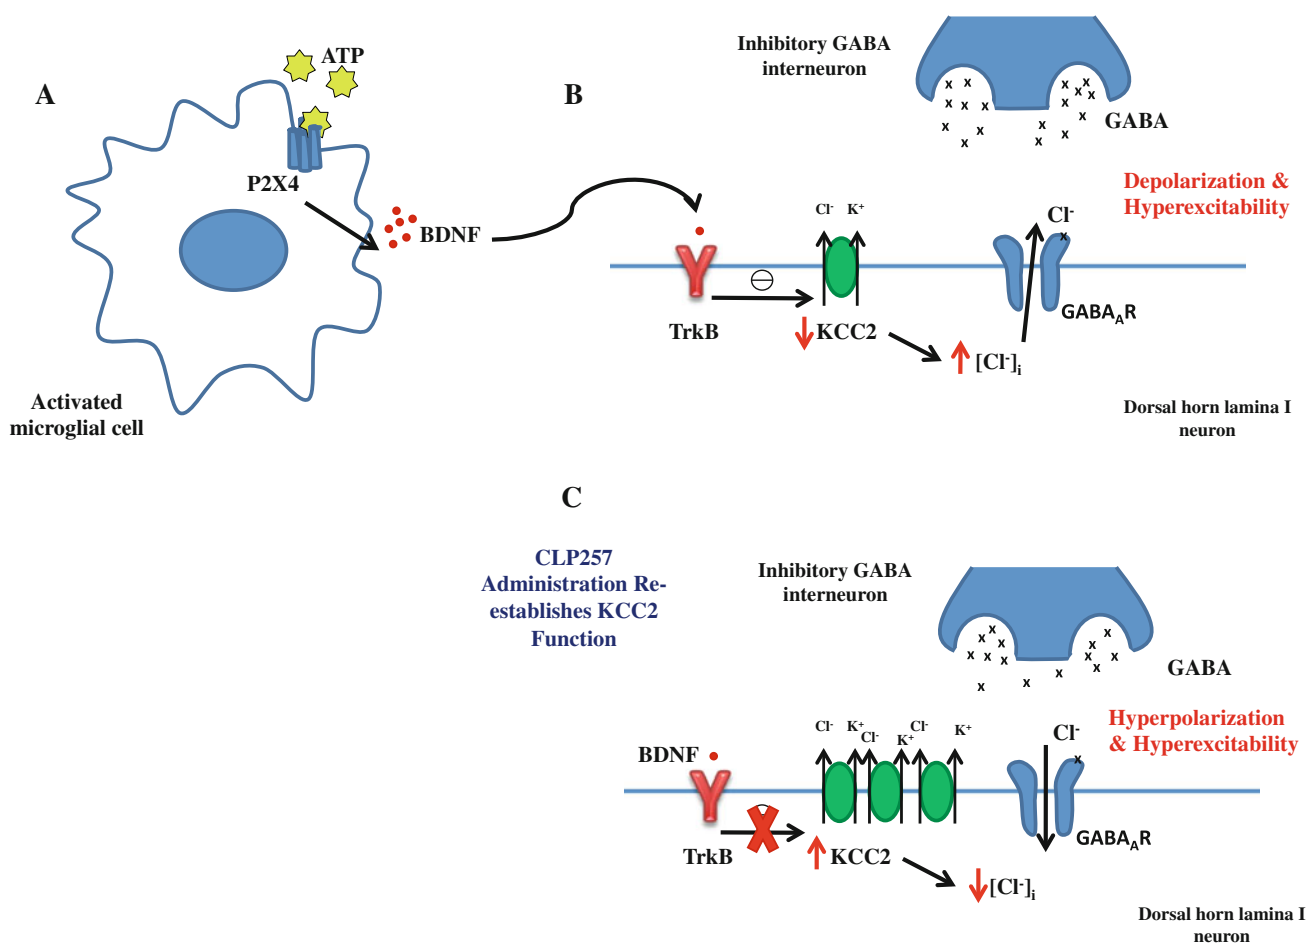 A
ATP
P2X4
BDNF
Activated
microglial cell
B
Inhibitory GABA
interneuron
GABA
Depolarization &
Hyperexcitability
Cl-
K+
Cl-
TrkB
KCC2
[Cl-]i
GABAAR
Dorsal horn lamina I
neuron
C
CLP257
Administration Re-
establishes KCC2
Function
Inhibitory GABA
interneuron
GABA
Hyperpolarization
& Hyperexcitability
BDNF
Cl-
K+
Cl-
K+
Cl-
K+
Cl-
TrkB
KCC2
[Cl-]i
GABAAR
Dorsal horn lamina I
neuron